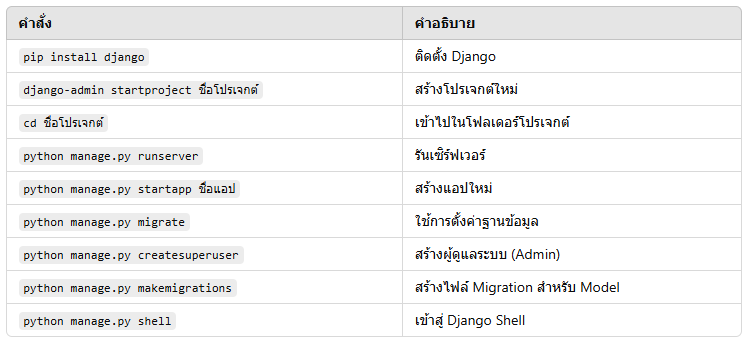 คำสั่ง คำอธิบาย
pip install django ติดตั้ง Django
django-admin startproject ชื่อโปรเจกต์ สร้างโปรเจกต์ใหม่
cd ชื่อโปรเจกต์ เข้าไปในโฟลเดอร์โปรเจกต์
python manage.py runserver รันเซิร์ฟเวอร์
python manage.py startapp ชื่อแอป สร้างแอปใหม่
python manage.py migrate ใช้การตั้งค่าฐานข้อมูล
python manage.py createsuperuser สร้างผู้ดูแลระบบ (Admin)
python manage.py makemigrations สร้างไฟล์ Migration สำหรับ Model
python manage.py shell เข้าสู่ Django Shell